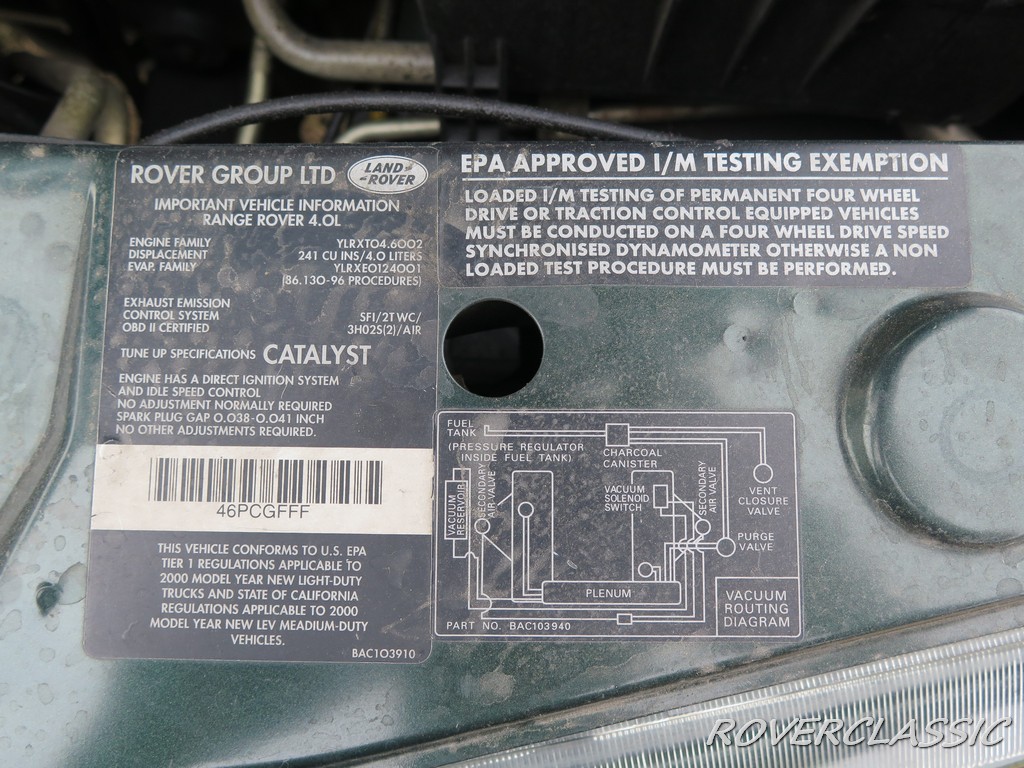 ROVER GROUP LTD
LAND-
-ROVER
IMPORTANT VEHICLE INFORMATION
RANGE ROVER 4.0L
ENGINE FAMILY YLRXT04.6002
DISPLACEMENT 241 CU INS/4.0 LITERS
EVAP. FAMILY YLRXE0124001
(86.130-96 PROCEDURES)
EXHAUST EMISSION
CONTROL SYSTEM SFI/2TWC/
OBD II CERTIFIED 3H02S(2)/AIR
TUNE UP SPECIFICATIONS CATALYST
ENGINE HAS A DIRECT IGNITION SYSTEM
AND IDLE SPEED CONTROL
NO ADJUSTMENT NORMALLY REQUIRED
SPARK PLUG GAP 0.038-0.041 INCH
NO OTHER ADJUSTMENTS REQUIRED.
46PCGFFF
THIS VEHICLE CONFORMS TO U.S. EPA
TIER 1 REGULATIONS APPLICABLE TO
2000 MODEL YEAR NEW LIGHT-DUTY
TRUCKS AND STATE OF CALIFORNIA
REGULATIONS APPLICABLE TO 2000
MODEL YEAR NEW LEV MEADIUM-DUTY
VEHICLES.
BAC103910
EPA APPROVED I/M TESTING EXEMPTION
LOADED I/M TESTING OF PERMANENT FOUR WHEEL
DRIVE OR TRACTION CONTROL EQUIPPED VEHICLES
MUST BE CONDUCTED ON A FOUR WHEEL DRIVE SPEED
SYNCHRONISED DYNAMOMETER OTHERWISE A NON
LOADED TEST PROCEDURE MUST BE PERFORMED.
FUEL
TANK
(PRESSURE REGULATOR
INSIDE FUEL TANK)
CHARCOAL
CANISTER
VACUUM
RESERVOIR
SECONDARY
AIR VALVE
VACUUM
SOLENOID
SWITCH
SECONDARY
AIR VALVE
VENT
CLOSURE
VALVE
PURGE
VALVE
PLENUM
PART NO. BAC103940
VACUUM
ROUTING
DIAGRAM
ROVERCLASSIC